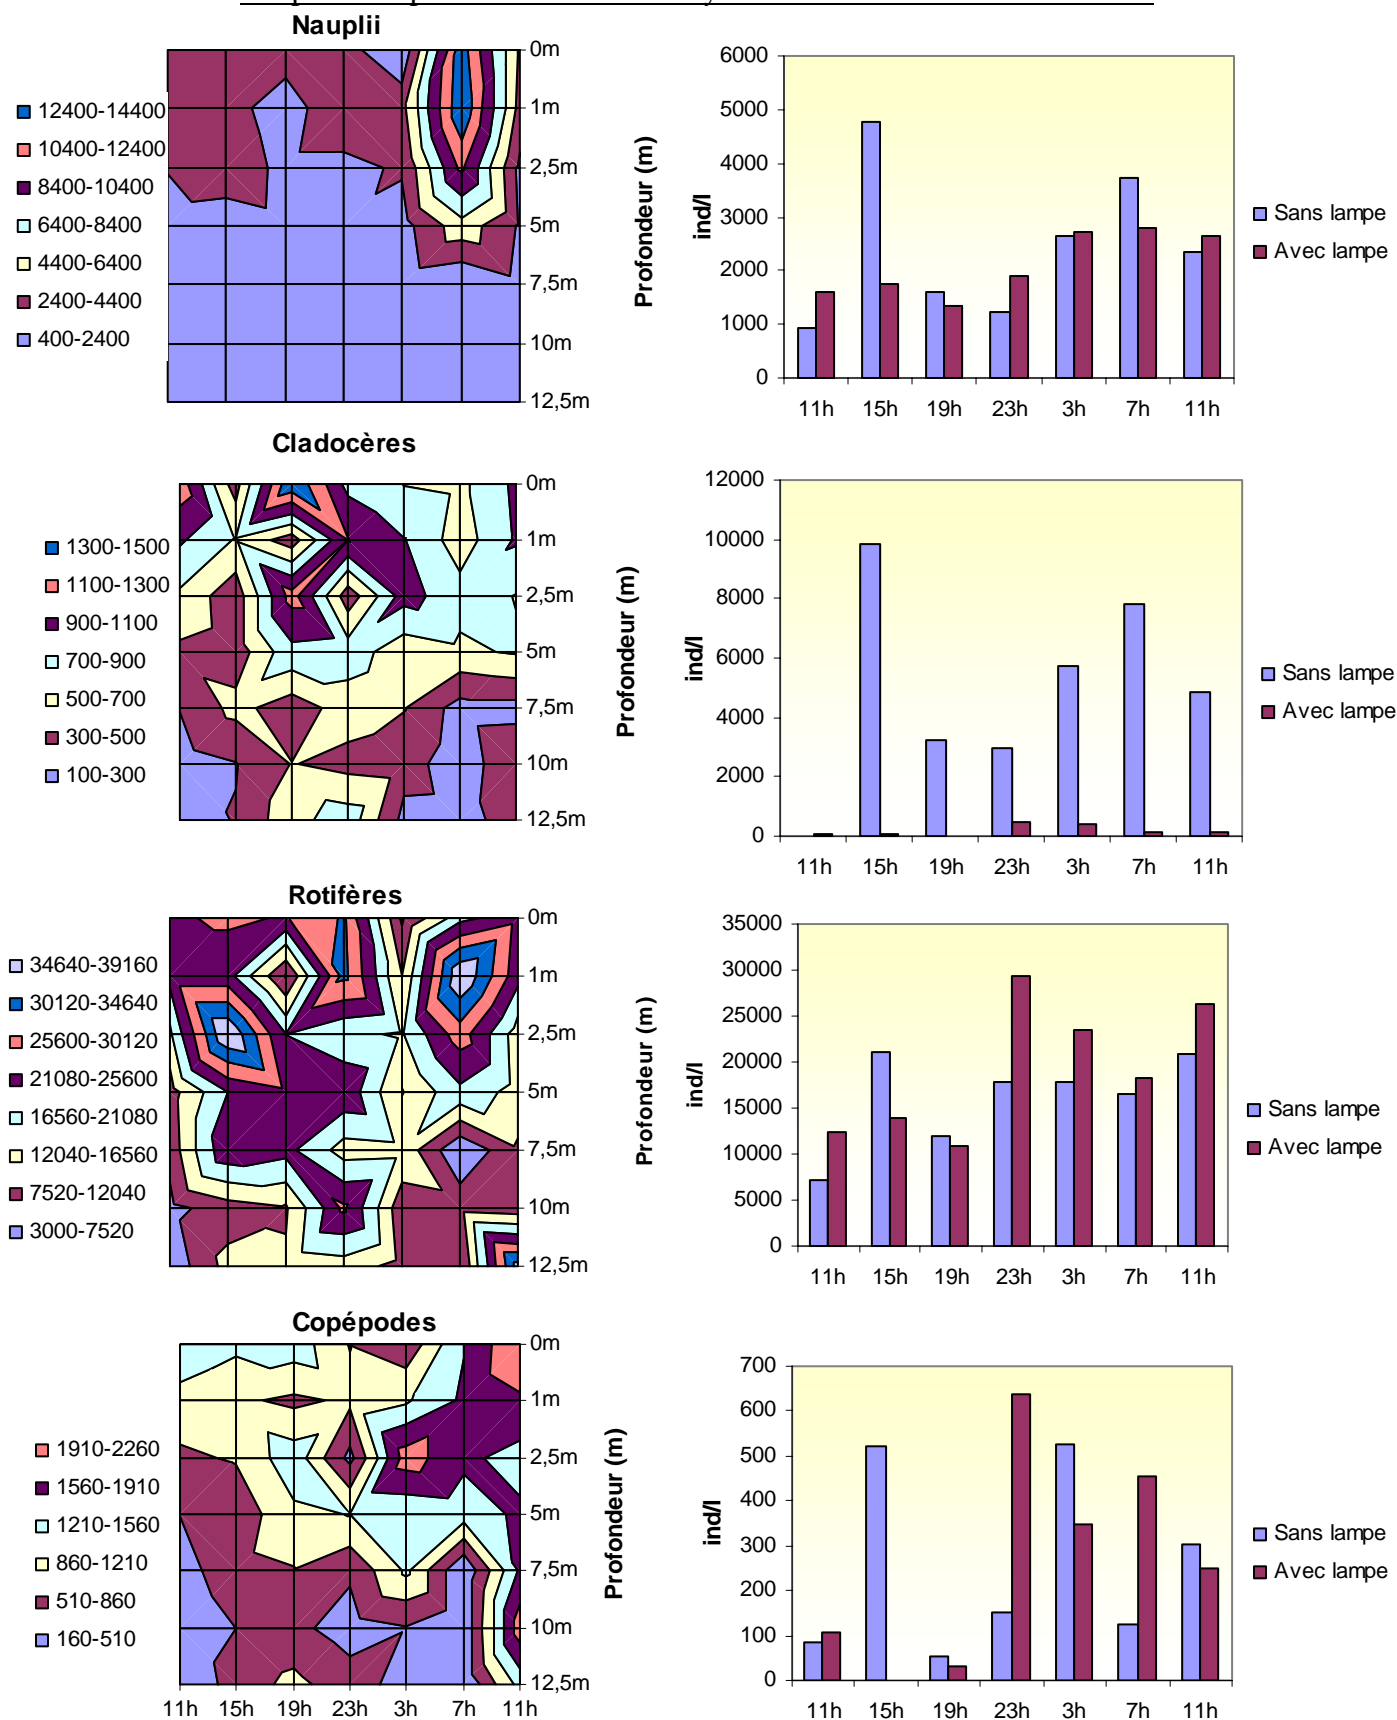 Nauplii
12400-14400
10400-12400
8400-10400
6400-8400
4400-6400
2400-4400
400-2400
0m
1m
2,5m
5m
7,5m
10m
12,5m
Profondeur (m)
6000
5000
4000
3000
2000
1000
0
ind/l
11h 15h 19h 23h 3h 7h 11h
Sans lampe
Avec lampe
Cladocères
1300-1500
1100-1300
900-1100
700-900
500-700
300-500
100-300
0m
1m
2,5m
5m
7,5m
10m
12,5m
Profondeur (m)
12000
10000
8000
6000
4000
2000
0
ind/l
11h 15h 19h 23h 3h 7h 11h
Sans lampe
Avec lampe
Rotifères
34640-39160
30120-34640
25600-30120
21080-25600
16560-21080
12040-16560
7520-12040
3000-7520
0m
1m
2,5m
5m
7,5m
10m
12,5m
Profondeur (m)
35000
30000
25000
20000
15000
10000
5000
0
ind/l
11h 15h 19h 23h 3h 7h 11h
Sans lampe
Avec lampe
Copépodes
1910-2260
1560-1910
1210-1560
860-1210
510-860
160-510
0m
1m
2,5m
5m
7,5m
10m
12,5m
11h 15h 19h 23h 3h 7h 11h
Profondeur (m)
700
600
500
400
300
200
100
0
ind/l
11h 15h 19h 23h 3h 7h 11h
Sans lampe
Avec lampe